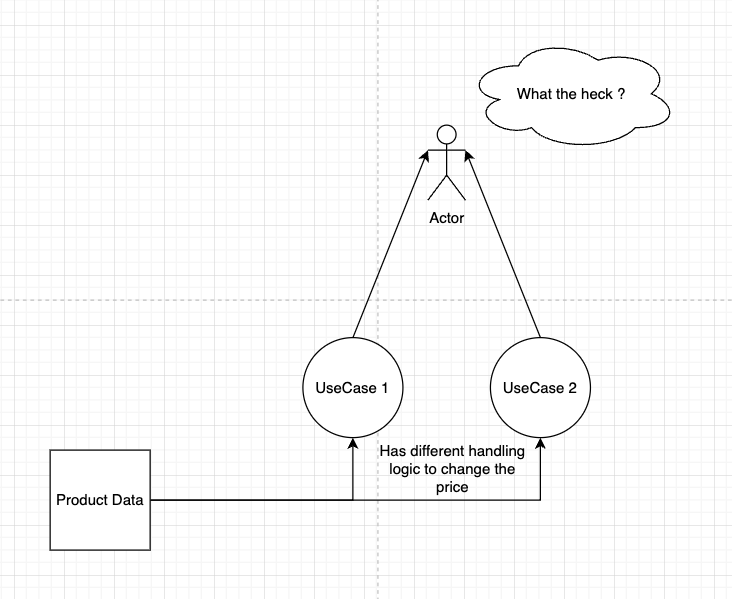 What the heck ?
Actor
UseCase 1
UseCase 2
Has different handling
logic to change the
price
Product Data